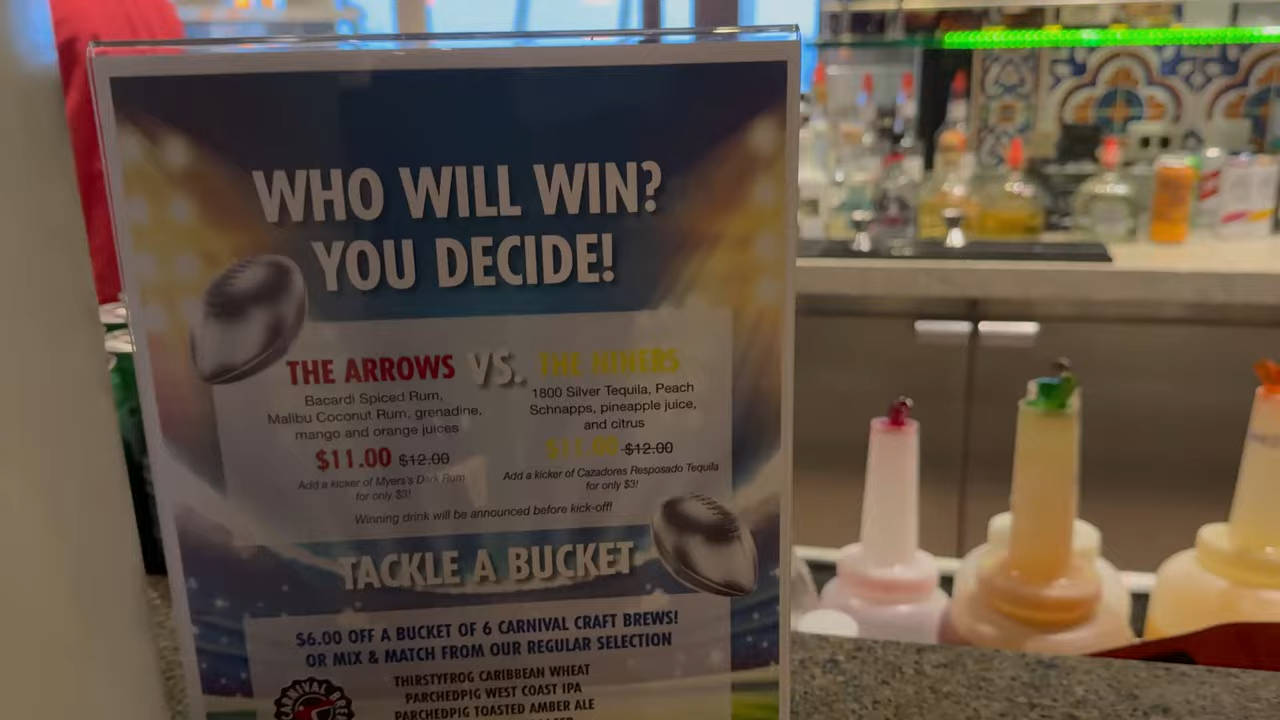 WHO WILL WIN?
YOU DECIDE!
THE ARROWS VS. THE NINERS
Bacardi Spiced Rum,
Malibu Coconut Rum, grenadine,
mango and orange juices
$11.00 $12.00
Add a kicker of Myers's Dark Rum
for only $3!
1800 Silver Tequila, Peach
Schnapps, pineapple juice,
and citrus
$11.00 $12.00
Add a kicker of Cazadores Resposado Tequila
for only $3!
Winning drink will be announced before kick-off!
TACKLE A BUCKET
$6.00 OFF A BUCKET OF 6 CARNIVAL CRAFT BREWS!
OR MIX & MATCH FROM OUR REGULAR SELECTION
THIRSTYFROG CARIBBEAN WHEAT
PARCHEDPIG WEST COAST IPA
PARCHEDPIG TOASTED AMBER ALE
CARNIVAL